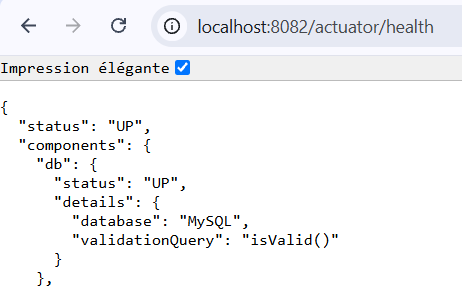 localhost:8082/actuator/health
Impression élégante
{
  "status": "UP",
  "components": {
    "db": {
      "status": "UP",
      "details": {
        "database": "MySQL",
        "validationQuery": "isValid()"
      }
    },